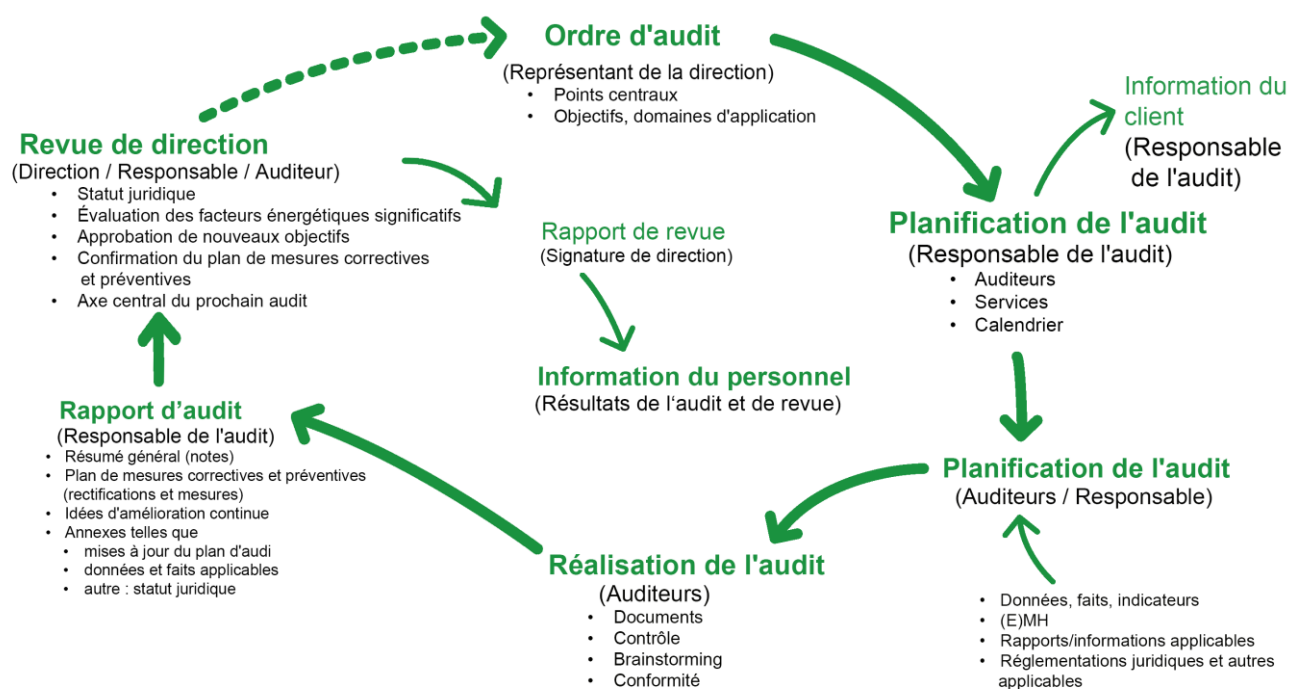 Ordre d'audit
(Représentant de la direction)
• Points centraux
• Objectifs, domaines d'application
Information du
client
(Responsable
de l'audit)
Planification de l'audit
(Responsable de l'audit)
• Auditeurs
• Services
• Calendrier
Planification de l'audit
(Auditeurs / Responsable)
• Données, faits, indicateurs
• (E)MH
• Rapports/informations applicables
• Réglementations juridiques et autres
applicables
Réalisation de l'audit
(Auditeurs)
• Documents
• Contrôle
• Brainstorming
• Conformité
Rapport d’audit
(Responsable de l'audit)
• Résumé général (notes)
• Plan de mesures correctives et préventives
(rectifications et mesures)
• Idées d'amélioration continue
• Annexes telles que
• mises à jour du plan d'audi
• données et faits applicables
• autre : statut juridique
Revue de direction
(Direction / Responsable / Auditeur)
• Statut juridique
• Évaluation des facteurs énergétiques significatifs
• Approbation de nouveaux objectifs
• Confirmation du plan de mesures correctives
et préventives
• Axe central du prochain audit
Rapport de revue
(Signature de direction)
Information du personnel
(Résultats de l‘audit et de revue)